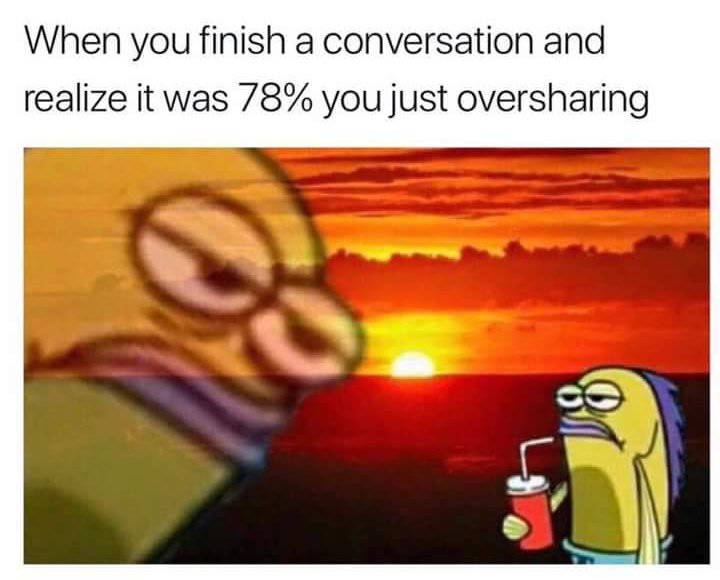 When you finish a conversation and
realize it was 78% you just oversharing